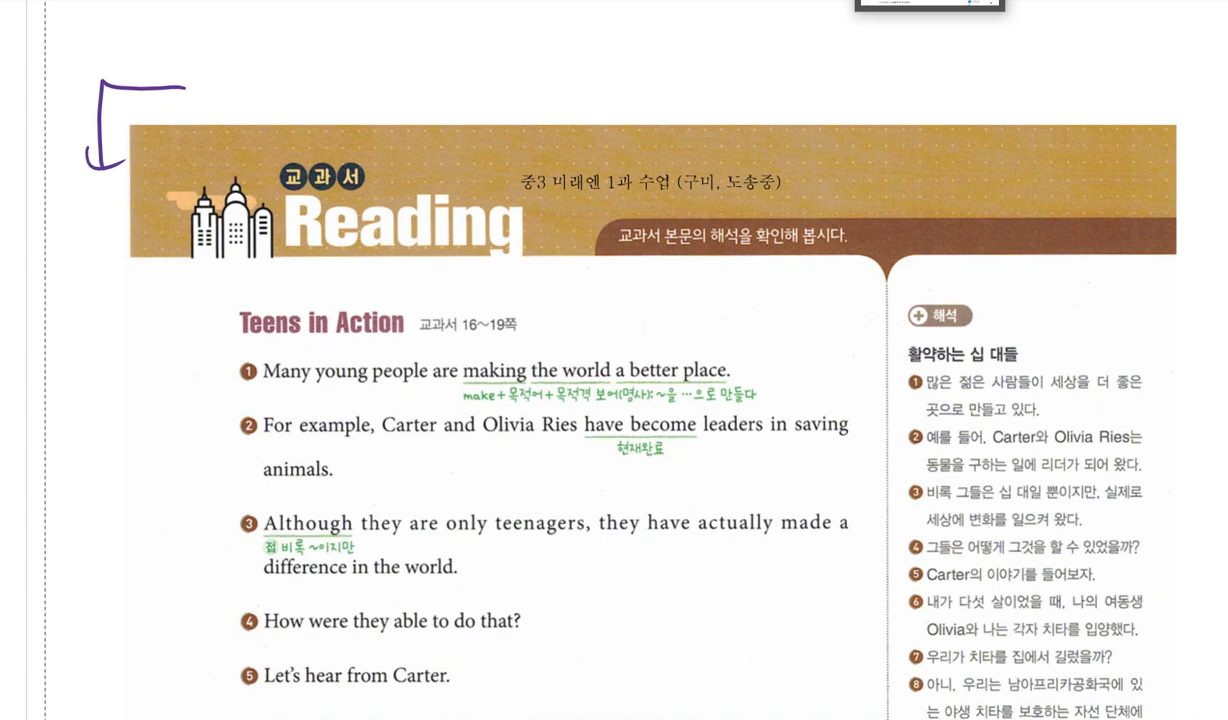 교과서
중3 미래엔 1과 수업 (구미, 도송중)
Reading
교과서 본문의 해석을 확인해 봅시다.
Teens in Action 교과서 16~19쪽
1 Many young people are making the world a better place.
make+목적어+목적격 보어(명사): ~을 …으로 만들다
2 For example, Carter and Olivia Ries have become leaders in saving
현재완료
animals.
3 Although they are only teenagers, they have actually made a
접 비록 ~이지만
difference in the world.
4 How were they able to do that?
5 Let's hear from Carter.
해석
활약하는 십 대들
1 많은 젊은 사람들이 세상을 더 좋은
곳으로 만들고 있다.
2 예를 들어, Carter와 Olivia Ries는
동물을 구하는 일에 리더가 되어 왔다.
3 비록 그들은 십 대일 뿐이지만, 실제로
세상에 변화를 일으켜 왔다.
4 그들은 어떻게 그것을 할 수 있었을까?
5 Carter의 이야기를 들어보자.
6 내가 다섯 살이었을 때, 나의 여동생
Olivia와 나는 각자 치타를 입양했다.
7 우리가 치타를 집에서 길렀을까?
8 아니, 우리는 남아프리카공화국에 있
는 야생 치타를 보호하는 자선 단체에